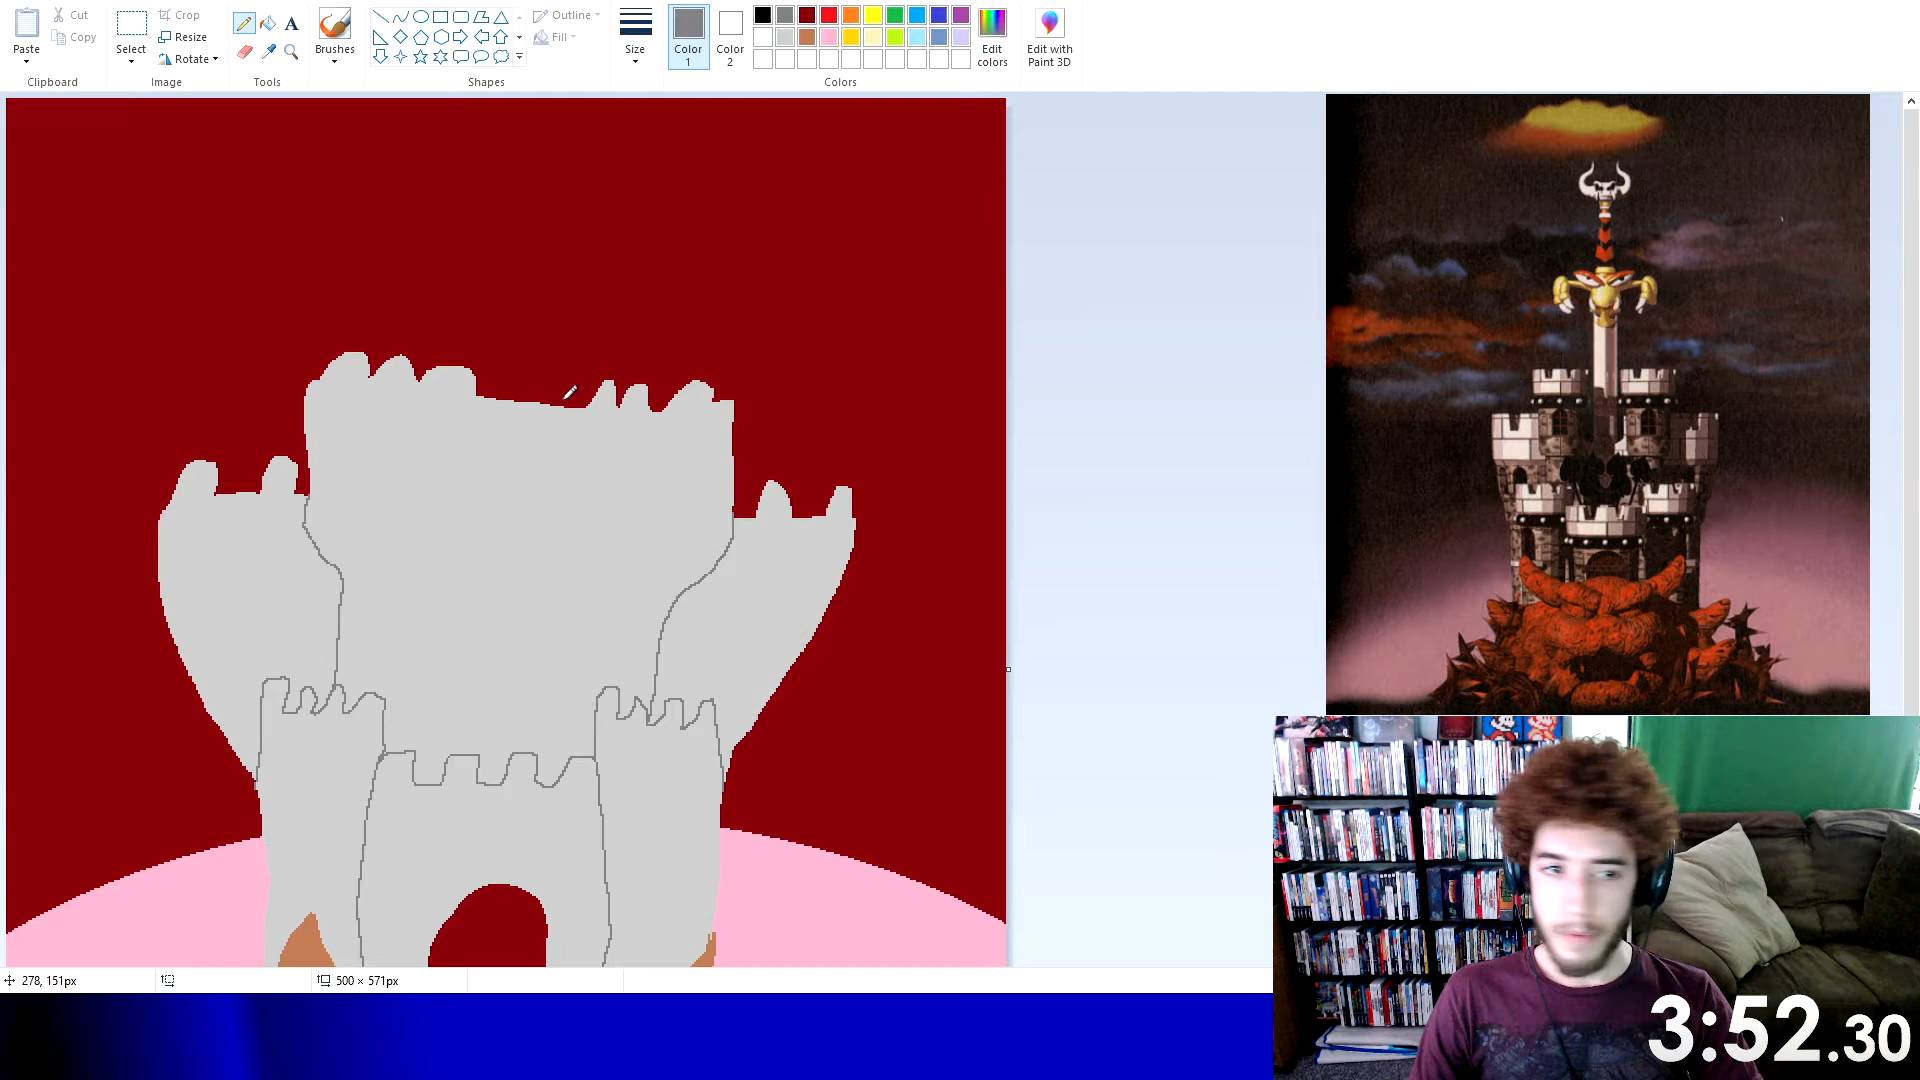 Paste
Cut
Copy
Clipboard
Select
Crop
Resize
Rotate
Image
A
Tools
Brushes
Shapes
Outline
Fill
Size
Color 1
Color 2
Colors
Edit colors
Edit with Paint 3D
278, 151px
500 × 571px
3:52.30